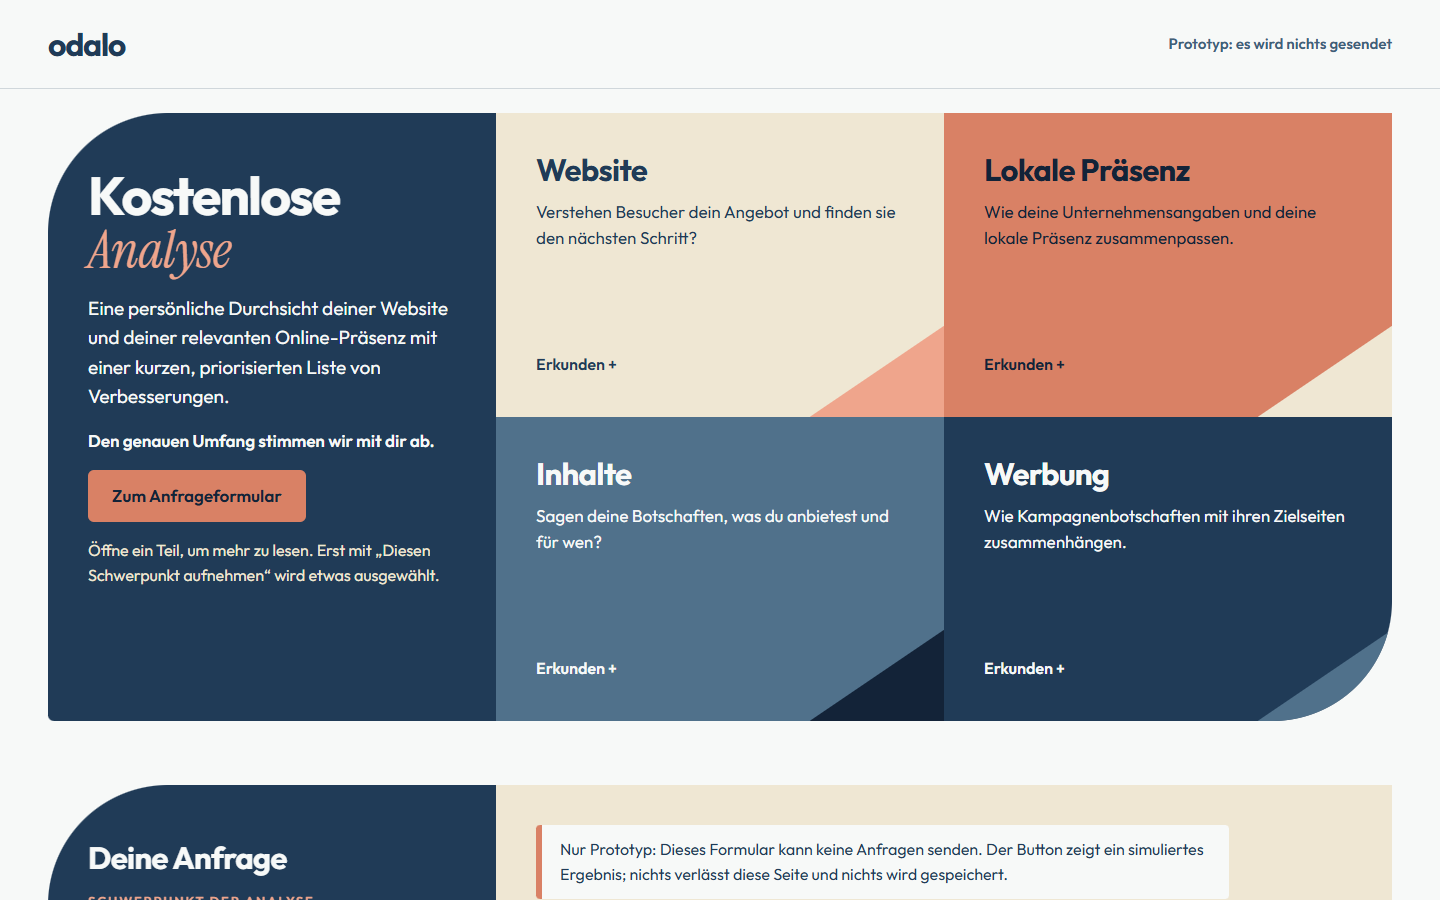 odalo
Prototyp: es wird nichts gesendet
Kostenlose
Analyse
Eine persönliche Durchsicht deiner Website
und deiner relevanten Online-Präsenz mit
einer kurzen, priorisierten Liste von
Verbesserungen.
Den genauen Umfang stimmen wir mit dir ab.
Zum Anfrageformular
Öffne ein Teil, um mehr zu lesen. Erst mit „Diesen
Schwerpunkt aufnehmen“ wird etwas ausgewählt.
Website
Verstehen Besucher dein Angebot und finden sie
den nächsten Schritt?
Erkunden +
Lokale Präsenz
Wie deine Unternehmensangaben und deine
lokale Präsenz zusammenpassen.
Erkunden +
Inhalte
Sagen deine Botschaften, was du anbietest und
für wen?
Erkunden +
Werbung
Wie Kampagnenbotschaften mit ihren Zielseiten
zusammenhängen.
Erkunden +
Deine Anfrage
SCHWERPUNKT DER ANALYSE
Nur Prototyp: Dieses Formular kann keine Anfragen senden. Der Button zeigt ein simuliertes
Ergebnis; nichts verlässt diese Seite und nichts wird gespeichert.